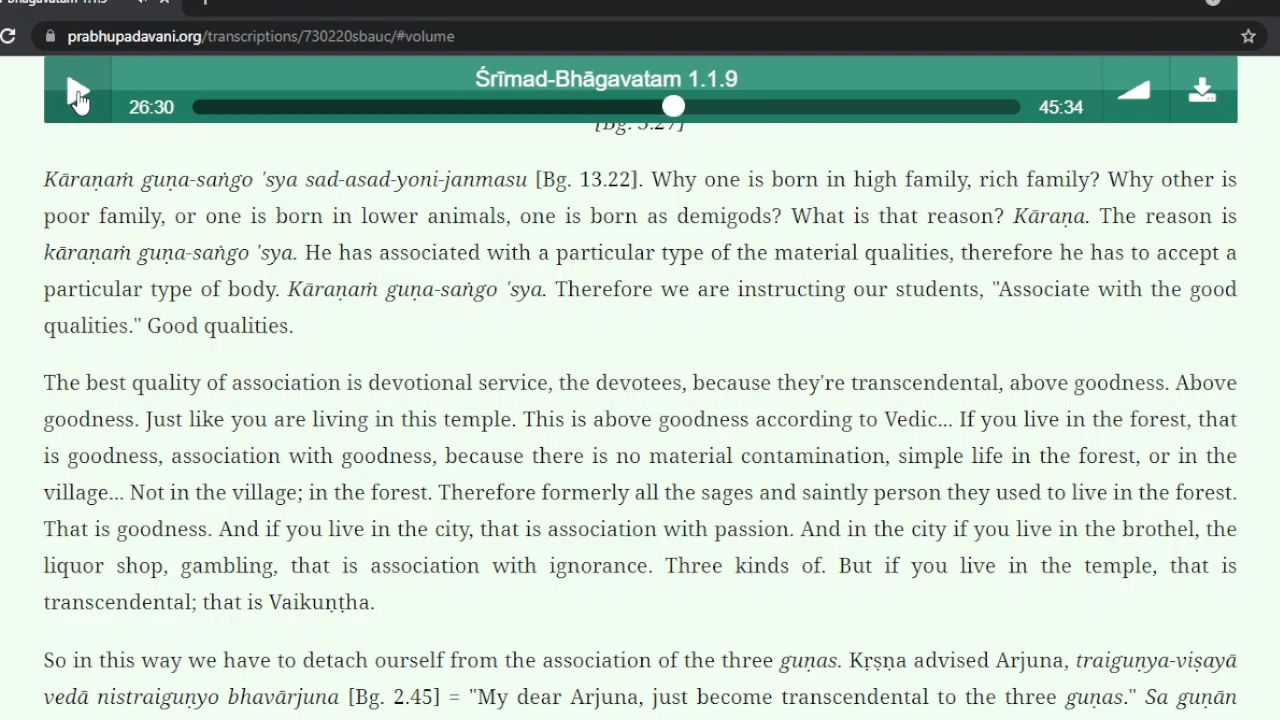 prabhupadavani.org/transcriptions/730220sbauc/#volume
Śrīmad-Bhāgavatam 1.1.9
26:30
45:34
Kāraṇaṁ guṇa-saṅgo 'sya sad-asad-yoni-janmasu [Bg. 13.22]. Why one is born in high family, rich family? Why other is
poor family, or one is born in lower animals, one is born as demigods? What is that reason? Kāraṇa. The reason is
kāraṇaṁ guṇa-saṅgo 'sya. He has associated with a particular type of the material qualities, therefore he has to accept a
particular type of body. Kāraṇaṁ guṇa-saṅgo 'sya. Therefore we are instructing our students, "Associate with the good
qualities." Good qualities.
The best quality of association is devotional service, the devotees, because they're transcendental, above goodness. Above
goodness. Just like you are living in this temple. This is above goodness according to Vedic... If you live in the forest, that
is goodness, association with goodness, because there is no material contamination, simple life in the forest, or in the
village... Not in the village; in the forest. Therefore formerly all the sages and saintly person they used to live in the forest.
That is goodness. And if you live in the city, that is association with passion. And in the city if you live in the brothel, the
liquor shop, gambling, that is association with ignorance. Three kinds of. But if you live in the temple, that is
transcendental; that is Vaikuṇṭha.
So in this way we have to detach ourself from the association of the three guṇas. Kṛṣṇa advised Arjuna, traiguṇya-viṣayā
vedā nistraiguṇyo bhavārjuna [Bg. 2.45] = "My dear Arjuna, just become transcendental to the three guṇas." Sa guṇān